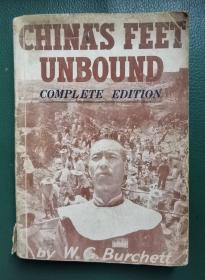 CHINA'S FEET
UNBOUND
COMPLETE EDITION
by W. G. Burchett